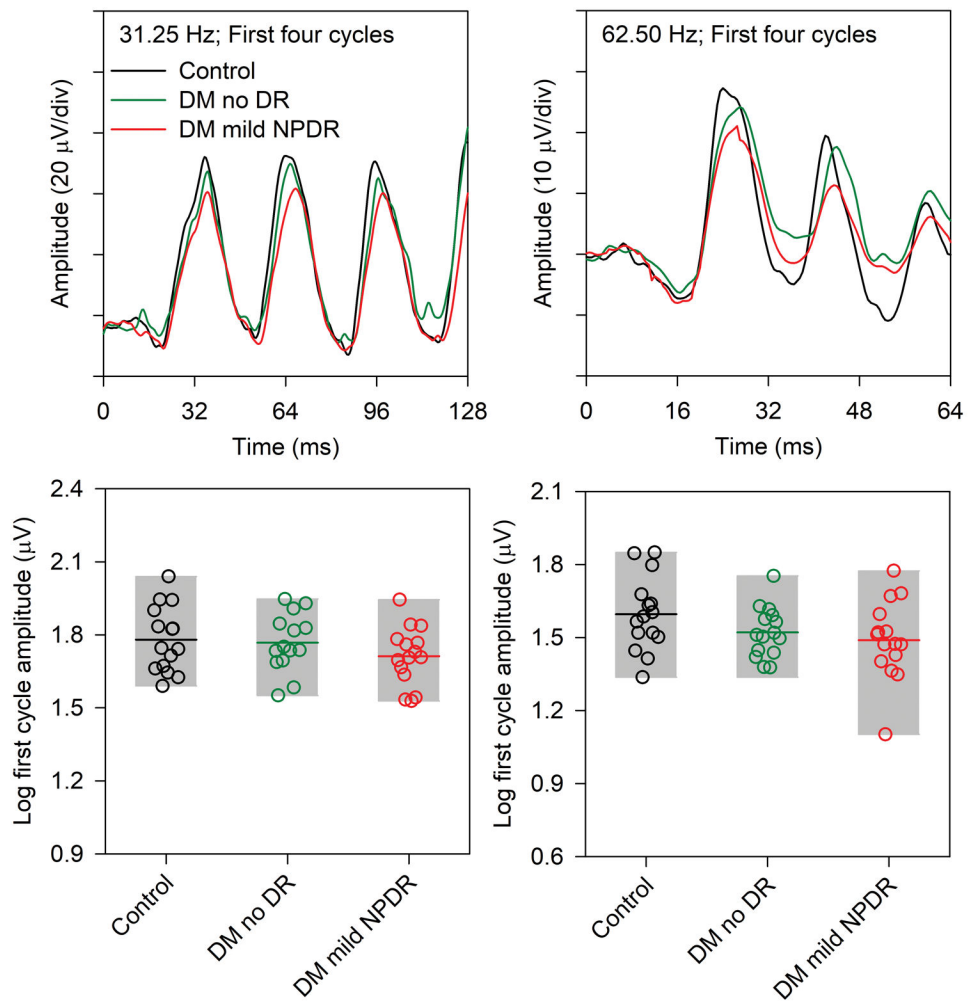 31.25 Hz; First four cycles
Control
DM no DR
DM mild NPDR
Amplitude (20 µV/div)
0 32 64 96 128
Time (ms)
62.50 Hz; First four cycles
Amplitude (10 µV/div)
0 16 32 48 64
Time (ms)
Log first cycle amplitude (µV)
2.4
2.1
1.8
1.5
1.2
0.9
Control
DM no DR
DM mild NPDR
Log first cycle amplitude (µV)
2.1
1.8
1.5
1.2
0.9
0.6
Control
DM no DR
DM mild NPDR